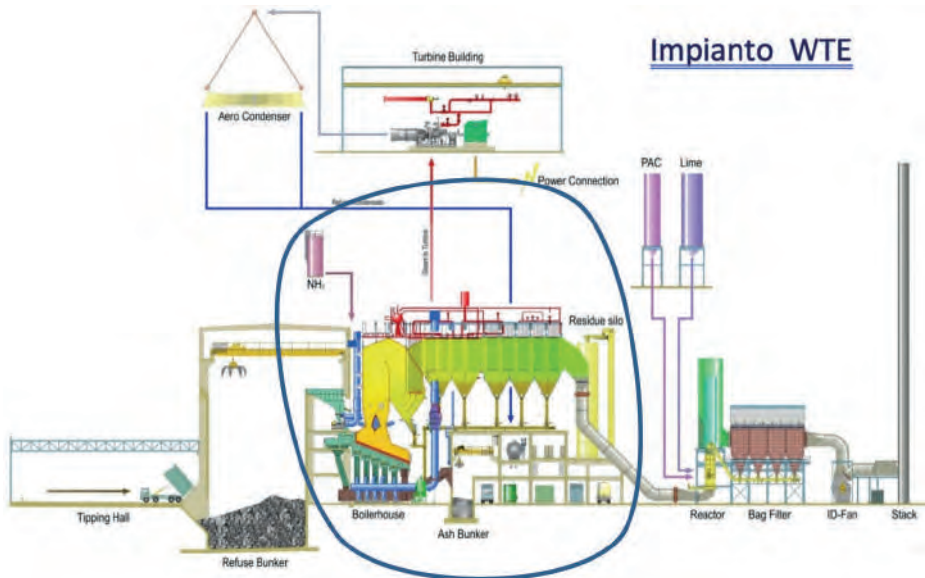 Impianto WTE
Turbine Building
Aero Condenser
PAC
Lime
Power Connection
Steam to Turbine
NH₃
Residue silo
Tipping Hall
Refuse Bunker
Boilerhouse
Ash Bunker
Reactor
Bag Filter
ID-Fan
Stack